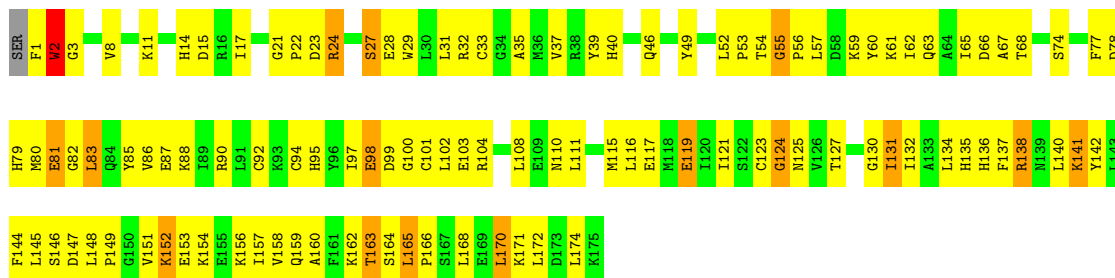 SER F1 W2 G3 V8 K11 H14 D15 R16 I17 G21 P22 D23 R24 S27 E28 W29 L30 L31 R32 C33 G34 A35 M36 V37 R38 Y39 H40 Q46 Y49 L52 P53 T54 G55 P56 L57 D58 K59 Y60 K61 I62 Q63 A64 I65 D66 A67 T68 S74 F77
H79 M80 E81 G82 L83 Q84 Y85 V86 E87 K88 I89 R90 L91 C92 K93 C94 H95 Y96 I97 E98 D99 G100 C101 L102 E103 R104 L108 E109 N110 L111 M115 L116 E117 M118 E119 I120 I121 S122 C123 G124 N125 V126 T127 G130 I131 I132 A133 L134 H135 H136 F137 R138 N139 L140 K141 Y142
F144 L145 S146 D147 L148 P149 G150 V151 K152 E153 K154 E155 K156 I157 V158 Q159 A160 F161 K162 T163 S164 L165 P166 S167 L168 E169 L170 K171 L172 D173 L174 K175